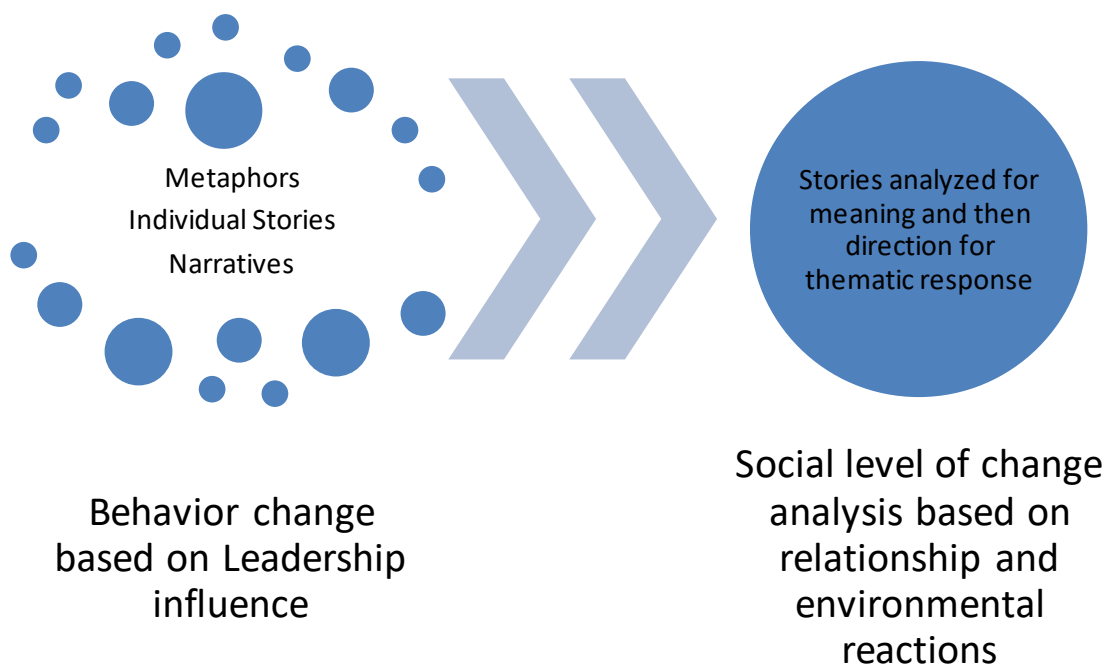 Metaphors
Individual Stories
Narratives
Stories analyzed for
meaning and then
direction for
thematic response
Behavior change
based on Leadership
influence
Social level of change
analysis based on
relationship and
environmental
reactions